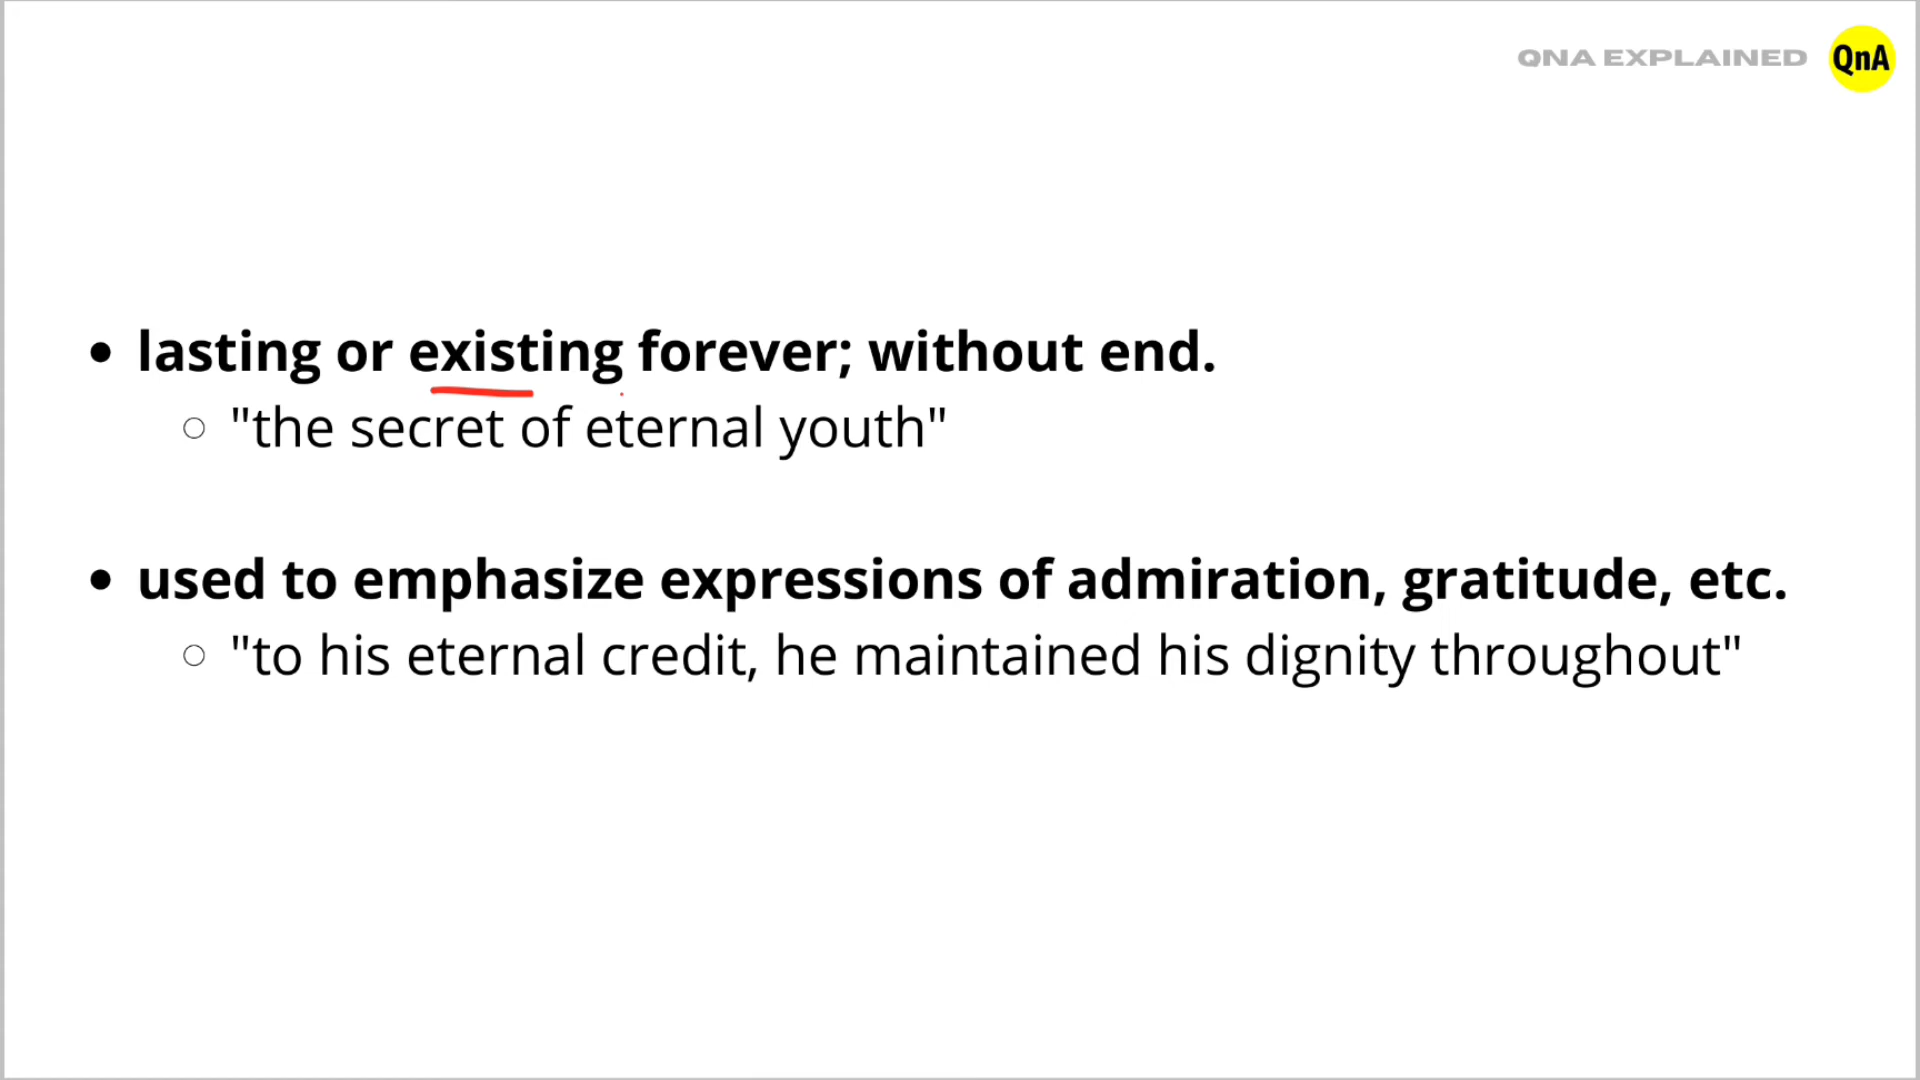 QNA EXPLAINED QnA
• lasting or existing forever; without end.
○ "the secret of eternal youth"
• used to emphasize expressions of admiration, gratitude, etc.
○ "to his eternal credit, he maintained his dignity throughout"